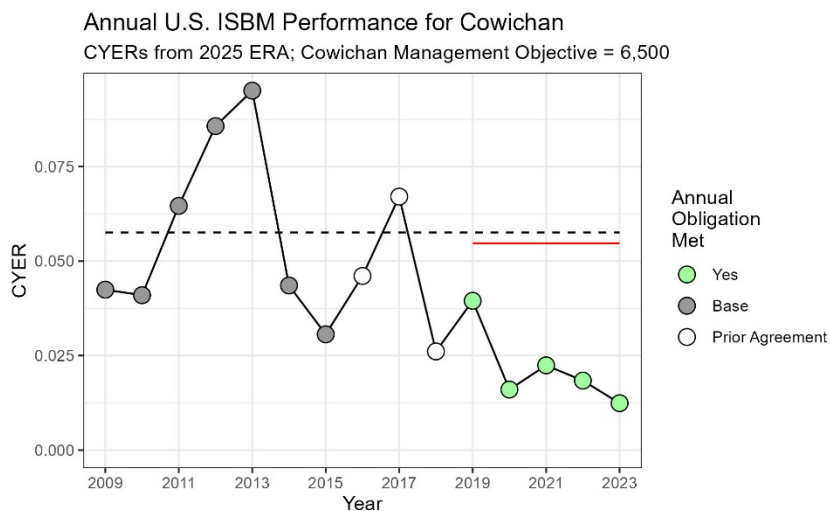 Annual U.S. ISBM Performance for Cowichan
CYERs from 2025 ERA; Cowichan Management Objective = 6,500
CYER
0.075
0.050
0.025
0.000
2009 2011 2013 2015 2017 2019 2021 2023
Year
Annual
Obligation
Met
Yes
Base
Prior Agreement